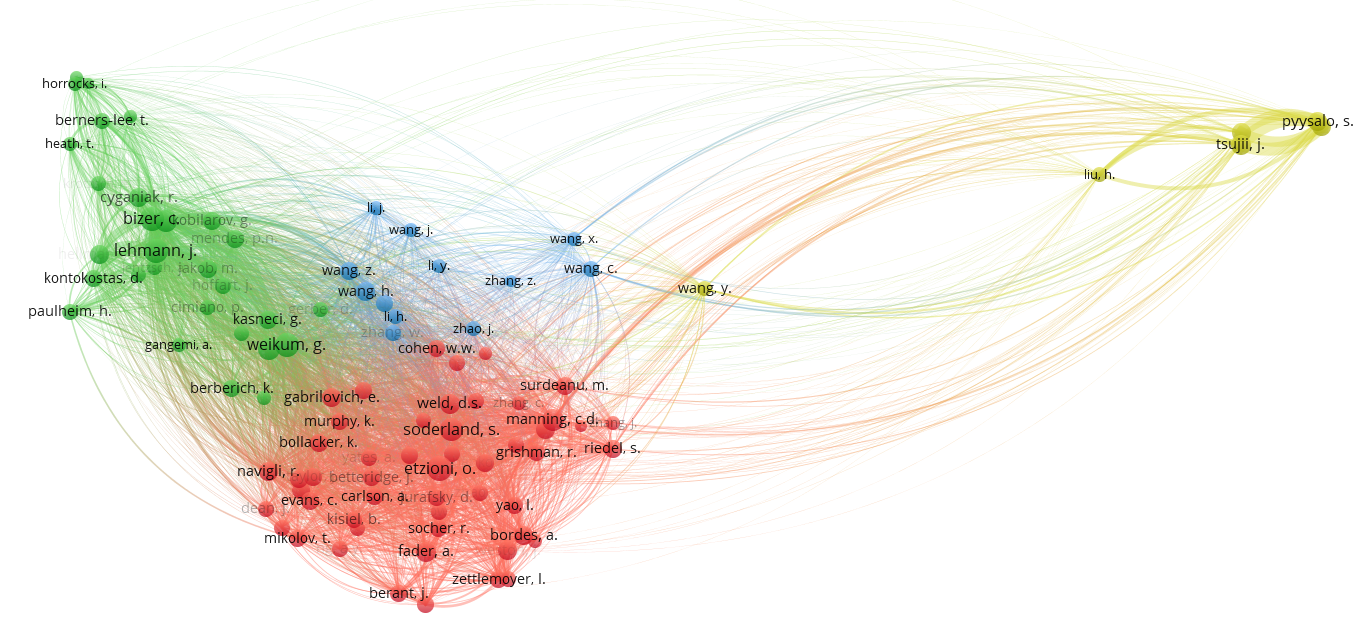 horrocks, i.
berners-lee, t.
pyysalo, s.
heath, t.
tsujii, j.
liu, h.
cyganiak, r.
li, j.
bizer, c.
kobilarov, g.
wang, j.
mendes, p.n.
wang, x.
lehmann, j.
li, y.
jakob, m.
wang, z.
wang, c.
kontokostas, d.
zhang, z.
hoffart, j.
wang, h.
wang, y.
cimiano, p.
gerber, d.
paulheim, h.
li, h.
kasneci, g.
zhang, w.
zhao, j.
gangemi, a.
weikum, g.
cohen, w.w.
berberich, k.
surdeanu, m.
gabrilovich, e.
weld, d.s.
zhang, c.
murphy, k.
manning, c.d.
zhang, j.
soderland, s.
bollacker, k.
riedel, s.
grishman, r.
yates, a.
etzioni, o.
navigli, r.
betteridge, j.
evans, c.
carlson, a.
jurafsky, d.
yao, l.
dean,
kisiel, b.
socher, r.
bordes, a.
mikolov, t.
fader, a.
zettlemoyer, l.
berant, j.